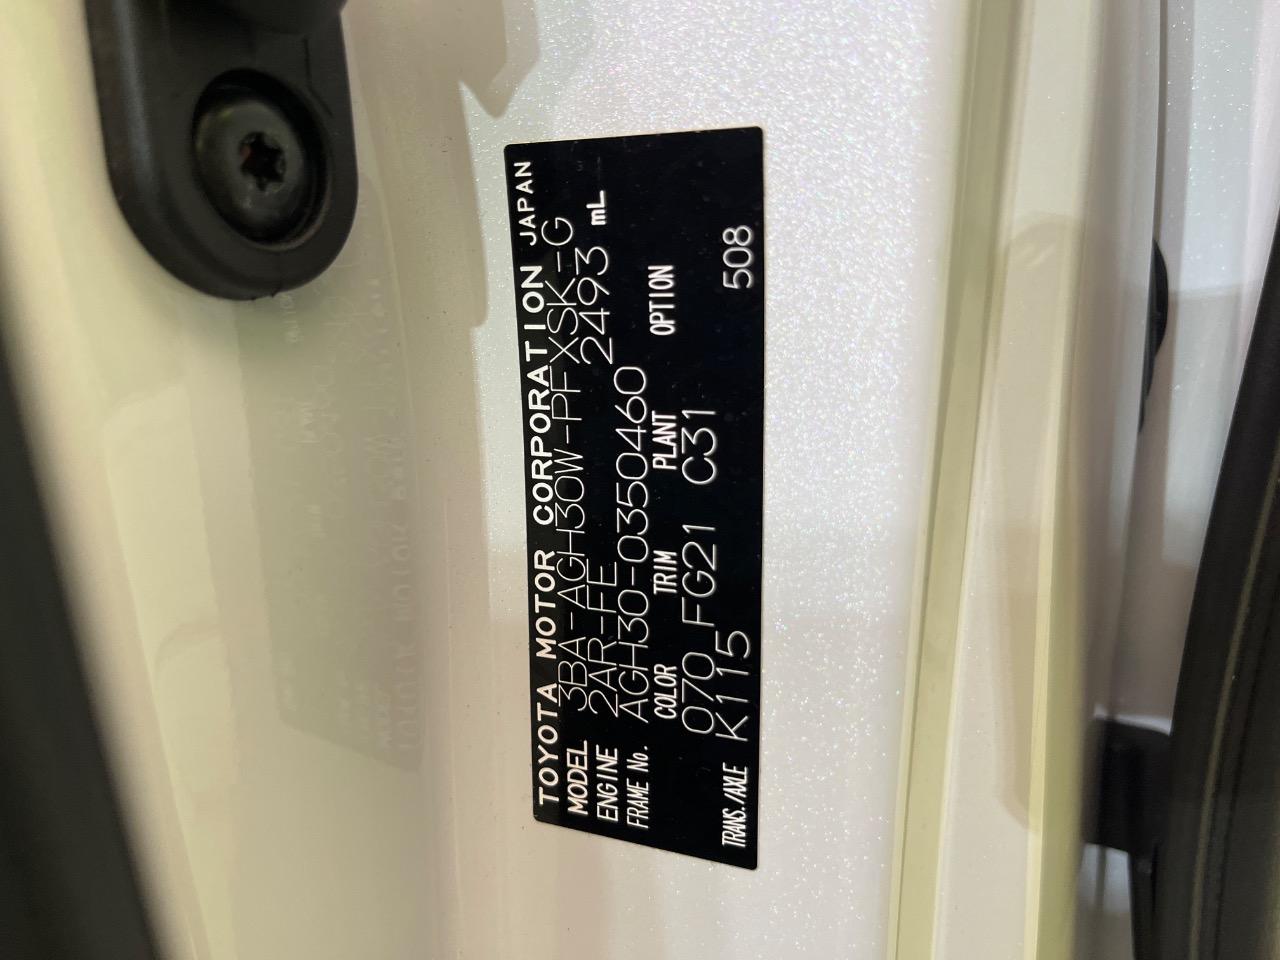 TOYOTA MOTOR CORPORATION JAPAN
MODEL 3BA-AGH30W-PFXSK-G
ENGINE 2AR-FE 2493 mL
FRAME No. AGH30-0350460
COLOR TRIM PLANT OPTION
070 FG21 C31
TRANS./AXLE K115 508